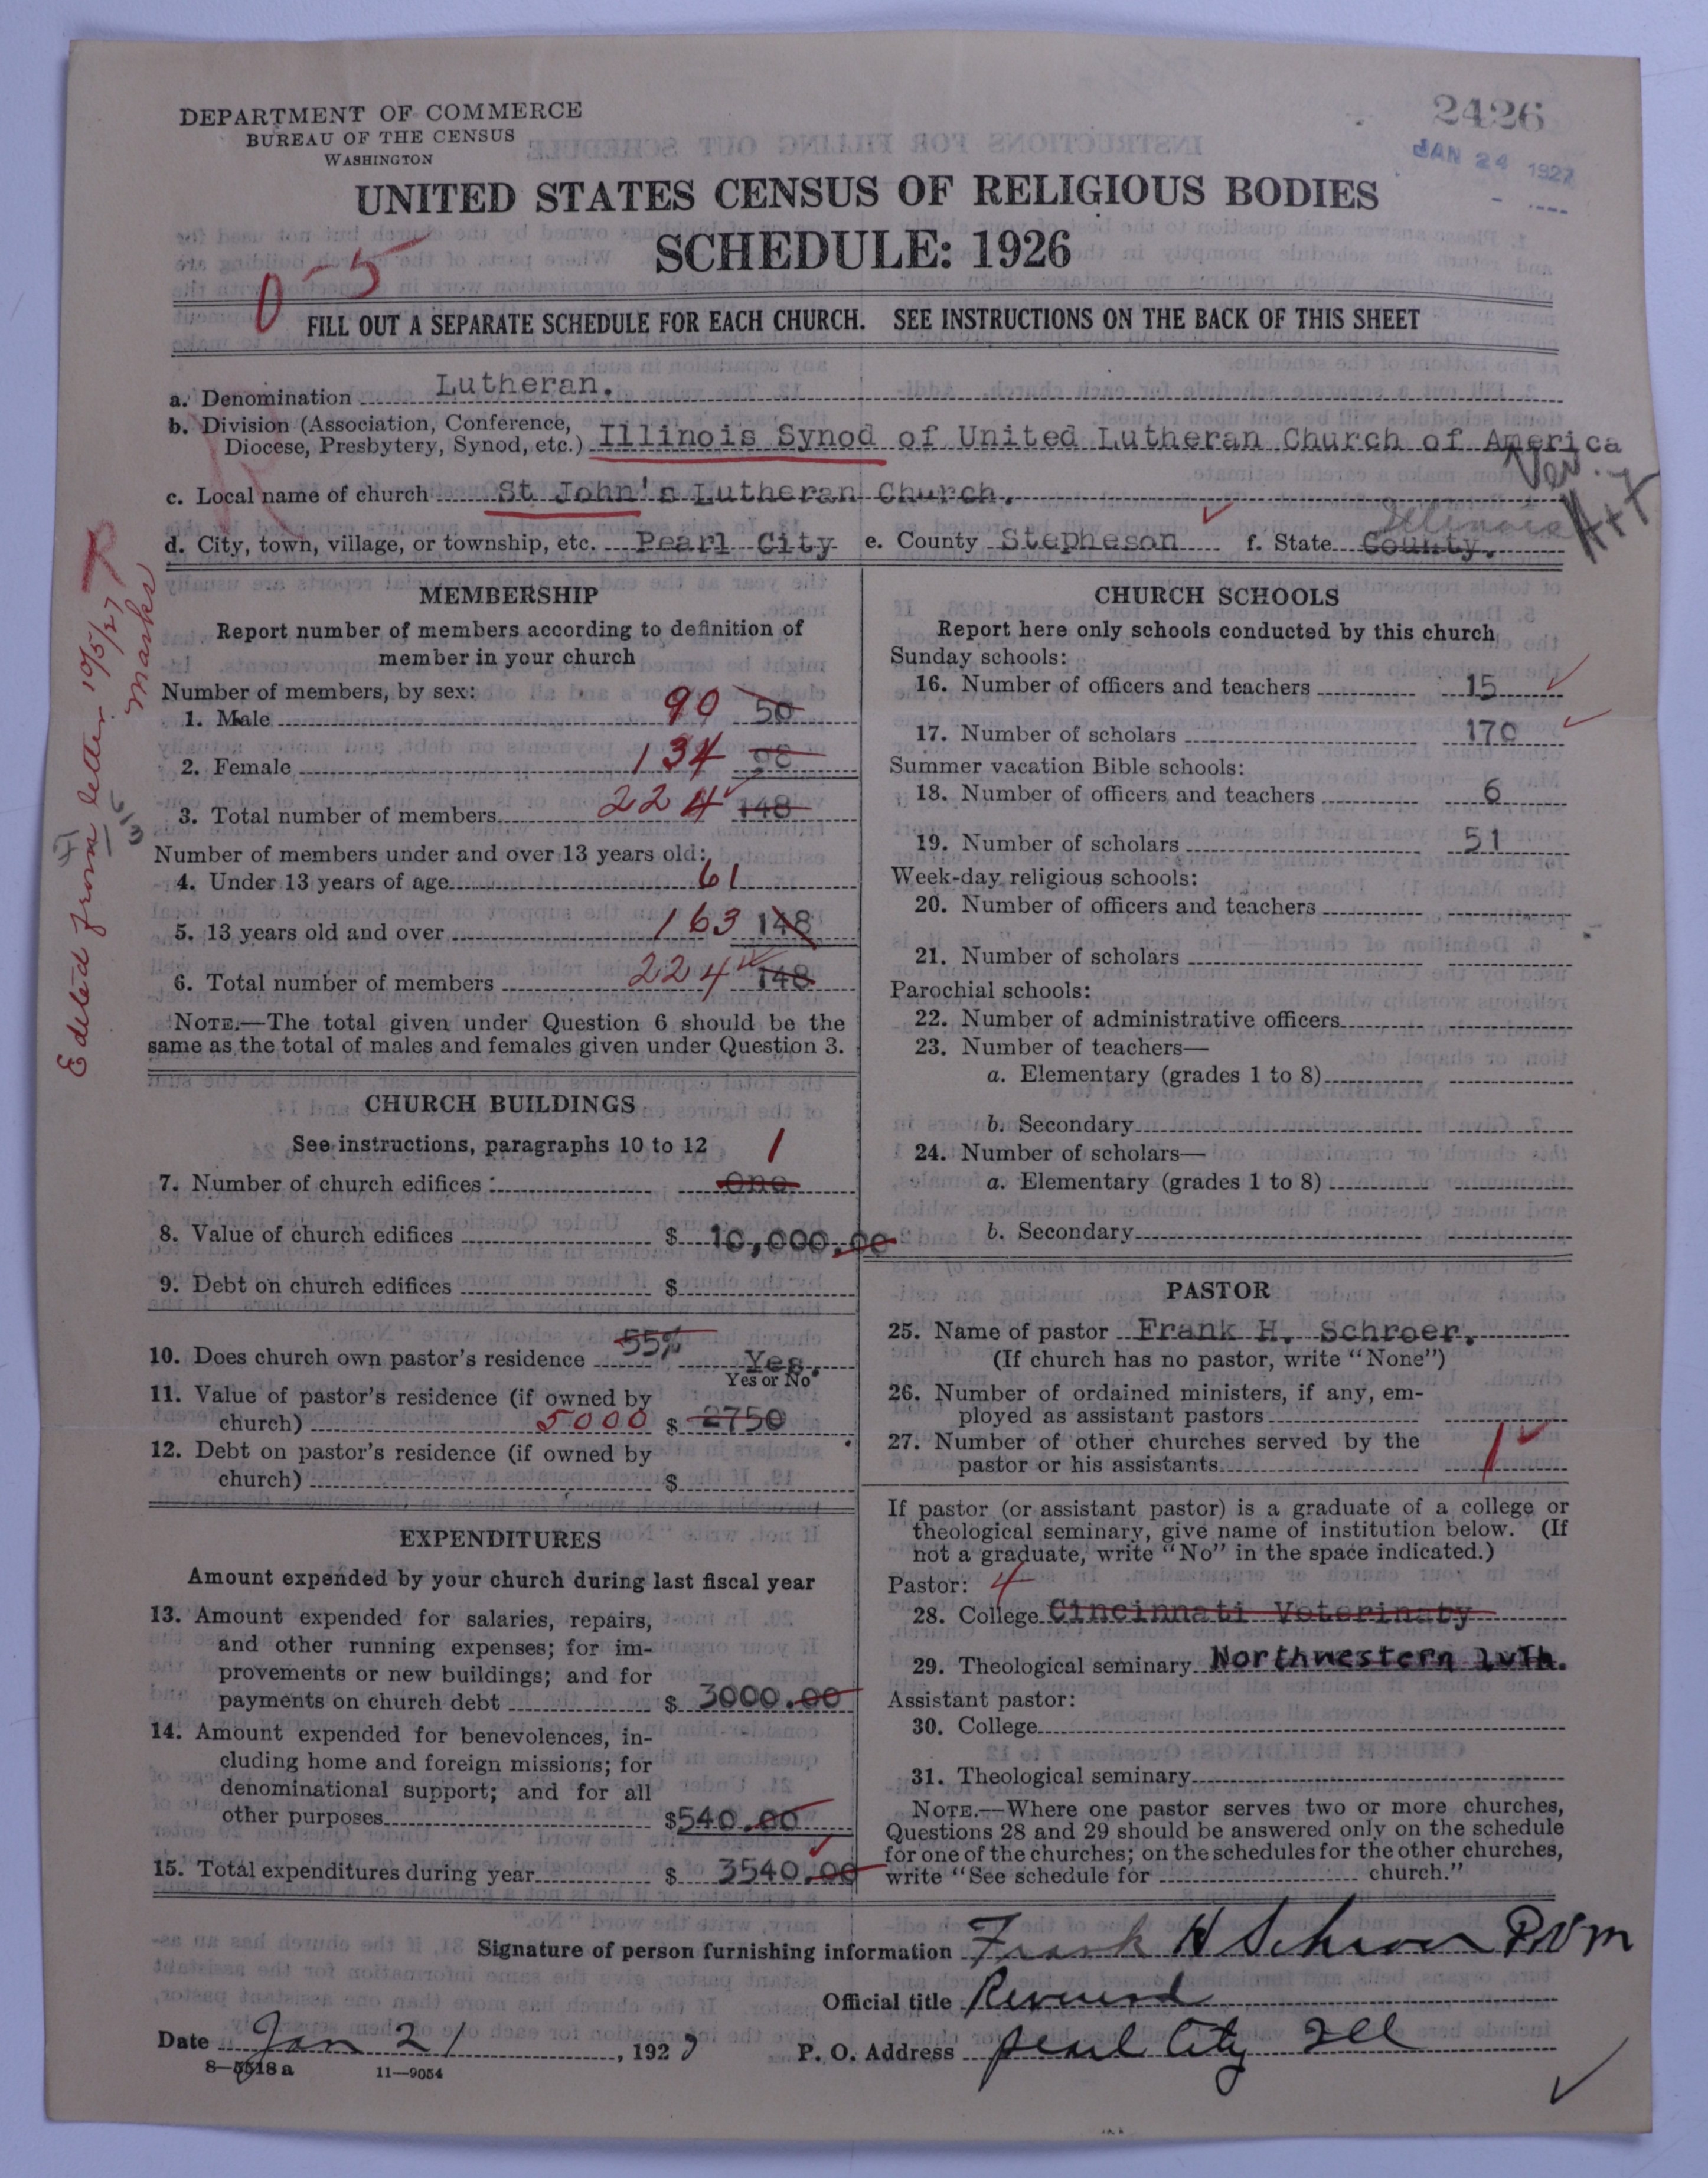 DEPARTMENT OF COMMERCE
BUREAU OF THE CENSUS
WASHINGTON
2426
JAN 24 1927
UNITED STATES CENSUS OF RELIGIOUS BODIES
SCHEDULE: 1926
0-5
FILL OUT A SEPARATE SCHEDULE FOR EACH CHURCH. SEE INSTRUCTIONS ON THE BACK OF THIS SHEET
a. Denomination Lutheran.
b. Division (Association, Conference,
Diocese, Presbytery, Synod, etc.) Illinois Synod of United Lutheran Church of America
Ver.
c. Local name of church St John's Lutheran Church.
d. City, town, village, or township, etc. Pearl City e. County Stepheson f. State County. Illinois
Edited from letter 10/5/27
Marks
MEMBERSHIP
Report number of members according to definition of
member in your church
Number of members, by sex:
1. Male 90 50
2. Female 134 98
3. Total number of members 224 148
Number of members under and over 13 years old:
4. Under 13 years of age 61
5. 13 years old and over 163 148
6. Total number of members 224 148
NOTE.—The total given under Question 6 should be the
same as the total of males and females given under Question 3.
CHURCH BUILDINGS
See instructions, paragraphs 10 to 12
7. Number of church edifices 1 One
8. Value of church edifices $ 10,000.00
9. Debt on church edifices $
10. Does church own pastor's residence 55% Yes.
Yes or No
11. Value of pastor's residence (if owned by
church) 5000 $ 2750
12. Debt on pastor's residence (if owned by
church) $
EXPENDITURES
Amount expended by your church during last fiscal year
13. Amount expended for salaries, repairs,
and other running expenses; for im-
provements or new buildings; and for
payments on church debt $ 3000.00
14. Amount expended for benevolences, in-
cluding home and foreign missions; for
denominational support; and for all
other purposes $540.00
15. Total expenditures during year $ 3540.00
CHURCH SCHOOLS
Report here only schools conducted by this church
Sunday schools:
16. Number of officers and teachers 15
17. Number of scholars 170
Summer vacation Bible schools:
18. Number of officers and teachers 6
19. Number of scholars 51
Week-day religious schools:
20. Number of officers and teachers
21. Number of scholars
Parochial schools:
22. Number of administrative officers
23. Number of teachers—
a. Elementary (grades 1 to 8)
b. Secondary
24. Number of scholars—
a. Elementary (grades 1 to 8)
b. Secondary
PASTOR
25. Name of pastor Frank H. Schroer.
(If church has no pastor, write "None")
26. Number of ordained ministers, if any, em-
ployed as assistant pastors
27. Number of other churches served by the
pastor or his assistants 1
If pastor (or assistant pastor) is a graduate of a college or
theological seminary, give name of institution below. (If
not a graduate, write "No" in the space indicated.)
Pastor: 4
28. College Cincinnati Veterinaty
29. Theological seminary Northwestern Luth.
Assistant pastor:
30. College
31. Theological seminary
NOTE.—Where one pastor serves two or more churches,
Questions 28 and 29 should be answered only on the schedule
for one of the churches; on the schedules for the other churches,
write "See schedule for church."
Signature of person furnishing information Frank H Schroer DVM
Official title Reverend
Date Jan 21, 1927 P. O. Address Pearl City Ill
8—5518 a 11—9054